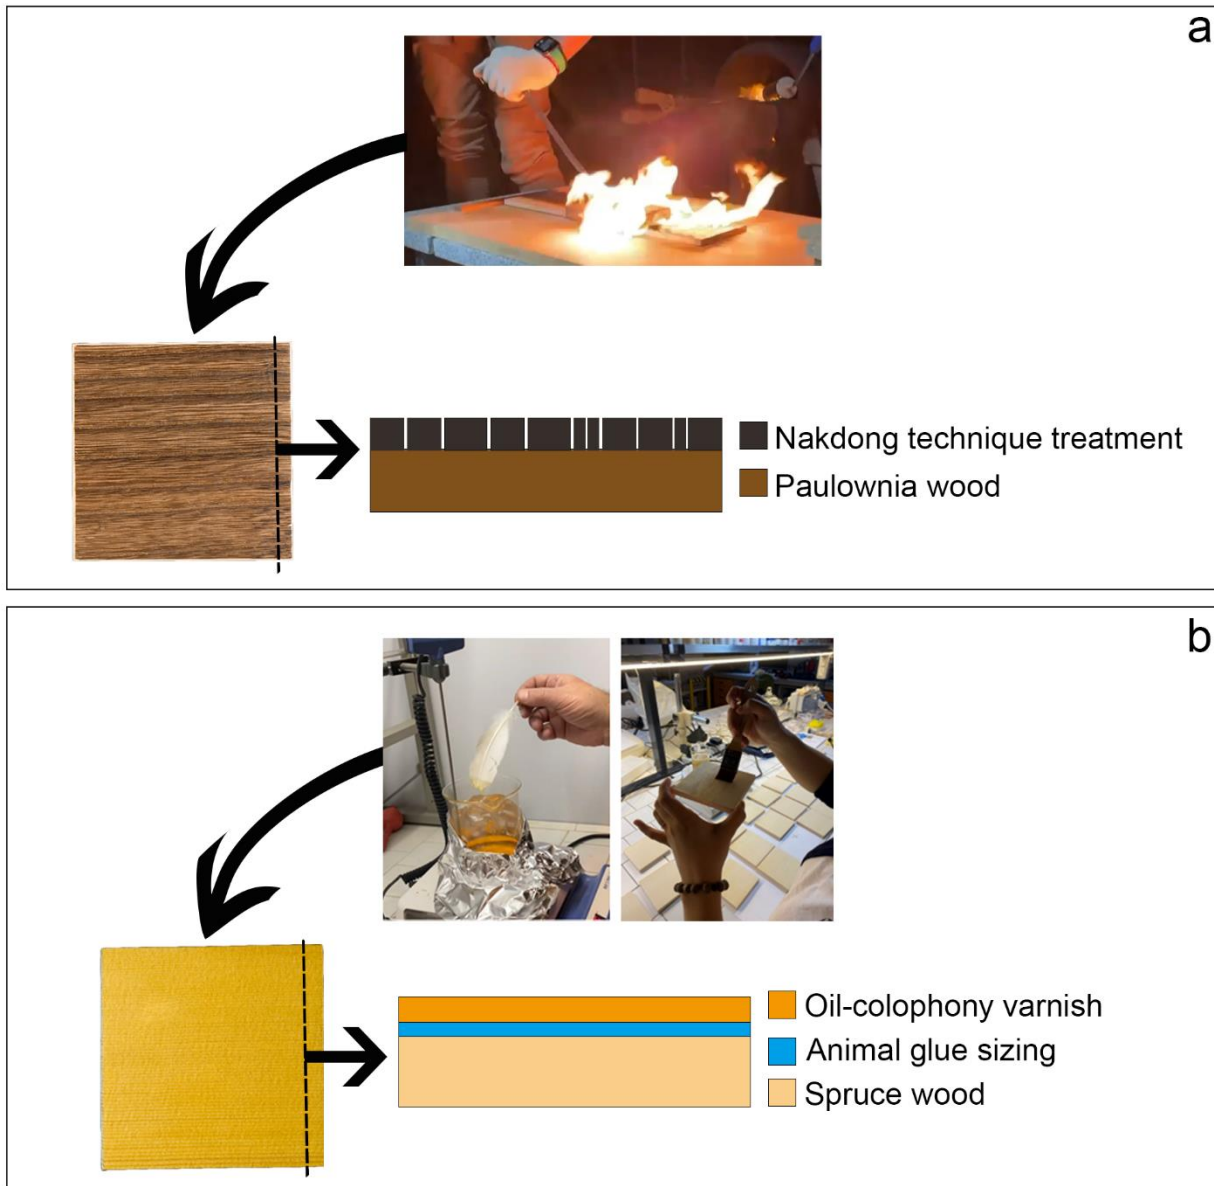 a
Nakdong technique treatment
Paulownia wood
b
Oil-colophony varnish
Animal glue sizing
Spruce wood